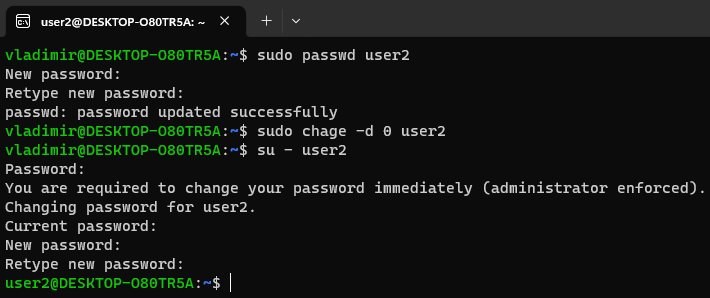 user2@DESKTOP-O80TR5A: ~
vladimir@DESKTOP-O80TR5A:~$ sudo passwd user2
New password:
Retype new password:
passwd: password updated successfully
vladimir@DESKTOP-O80TR5A:~$ sudo chage -d 0 user2
vladimir@DESKTOP-O80TR5A:~$ su - user2
Password:
You are required to change your password immediately (administrator enforced).
Changing password for user2.
Current password:
New password:
Retype new password:
user2@DESKTOP-O80TR5A:~$